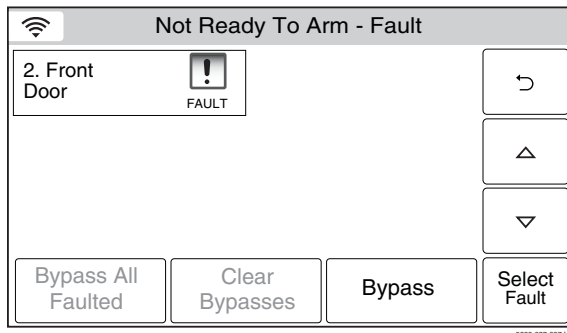 Not Ready To Arm - Fault
2. Front
Door
FAULT
Bypass All
Faulted
Clear
Bypasses
Bypass
Select
Fault